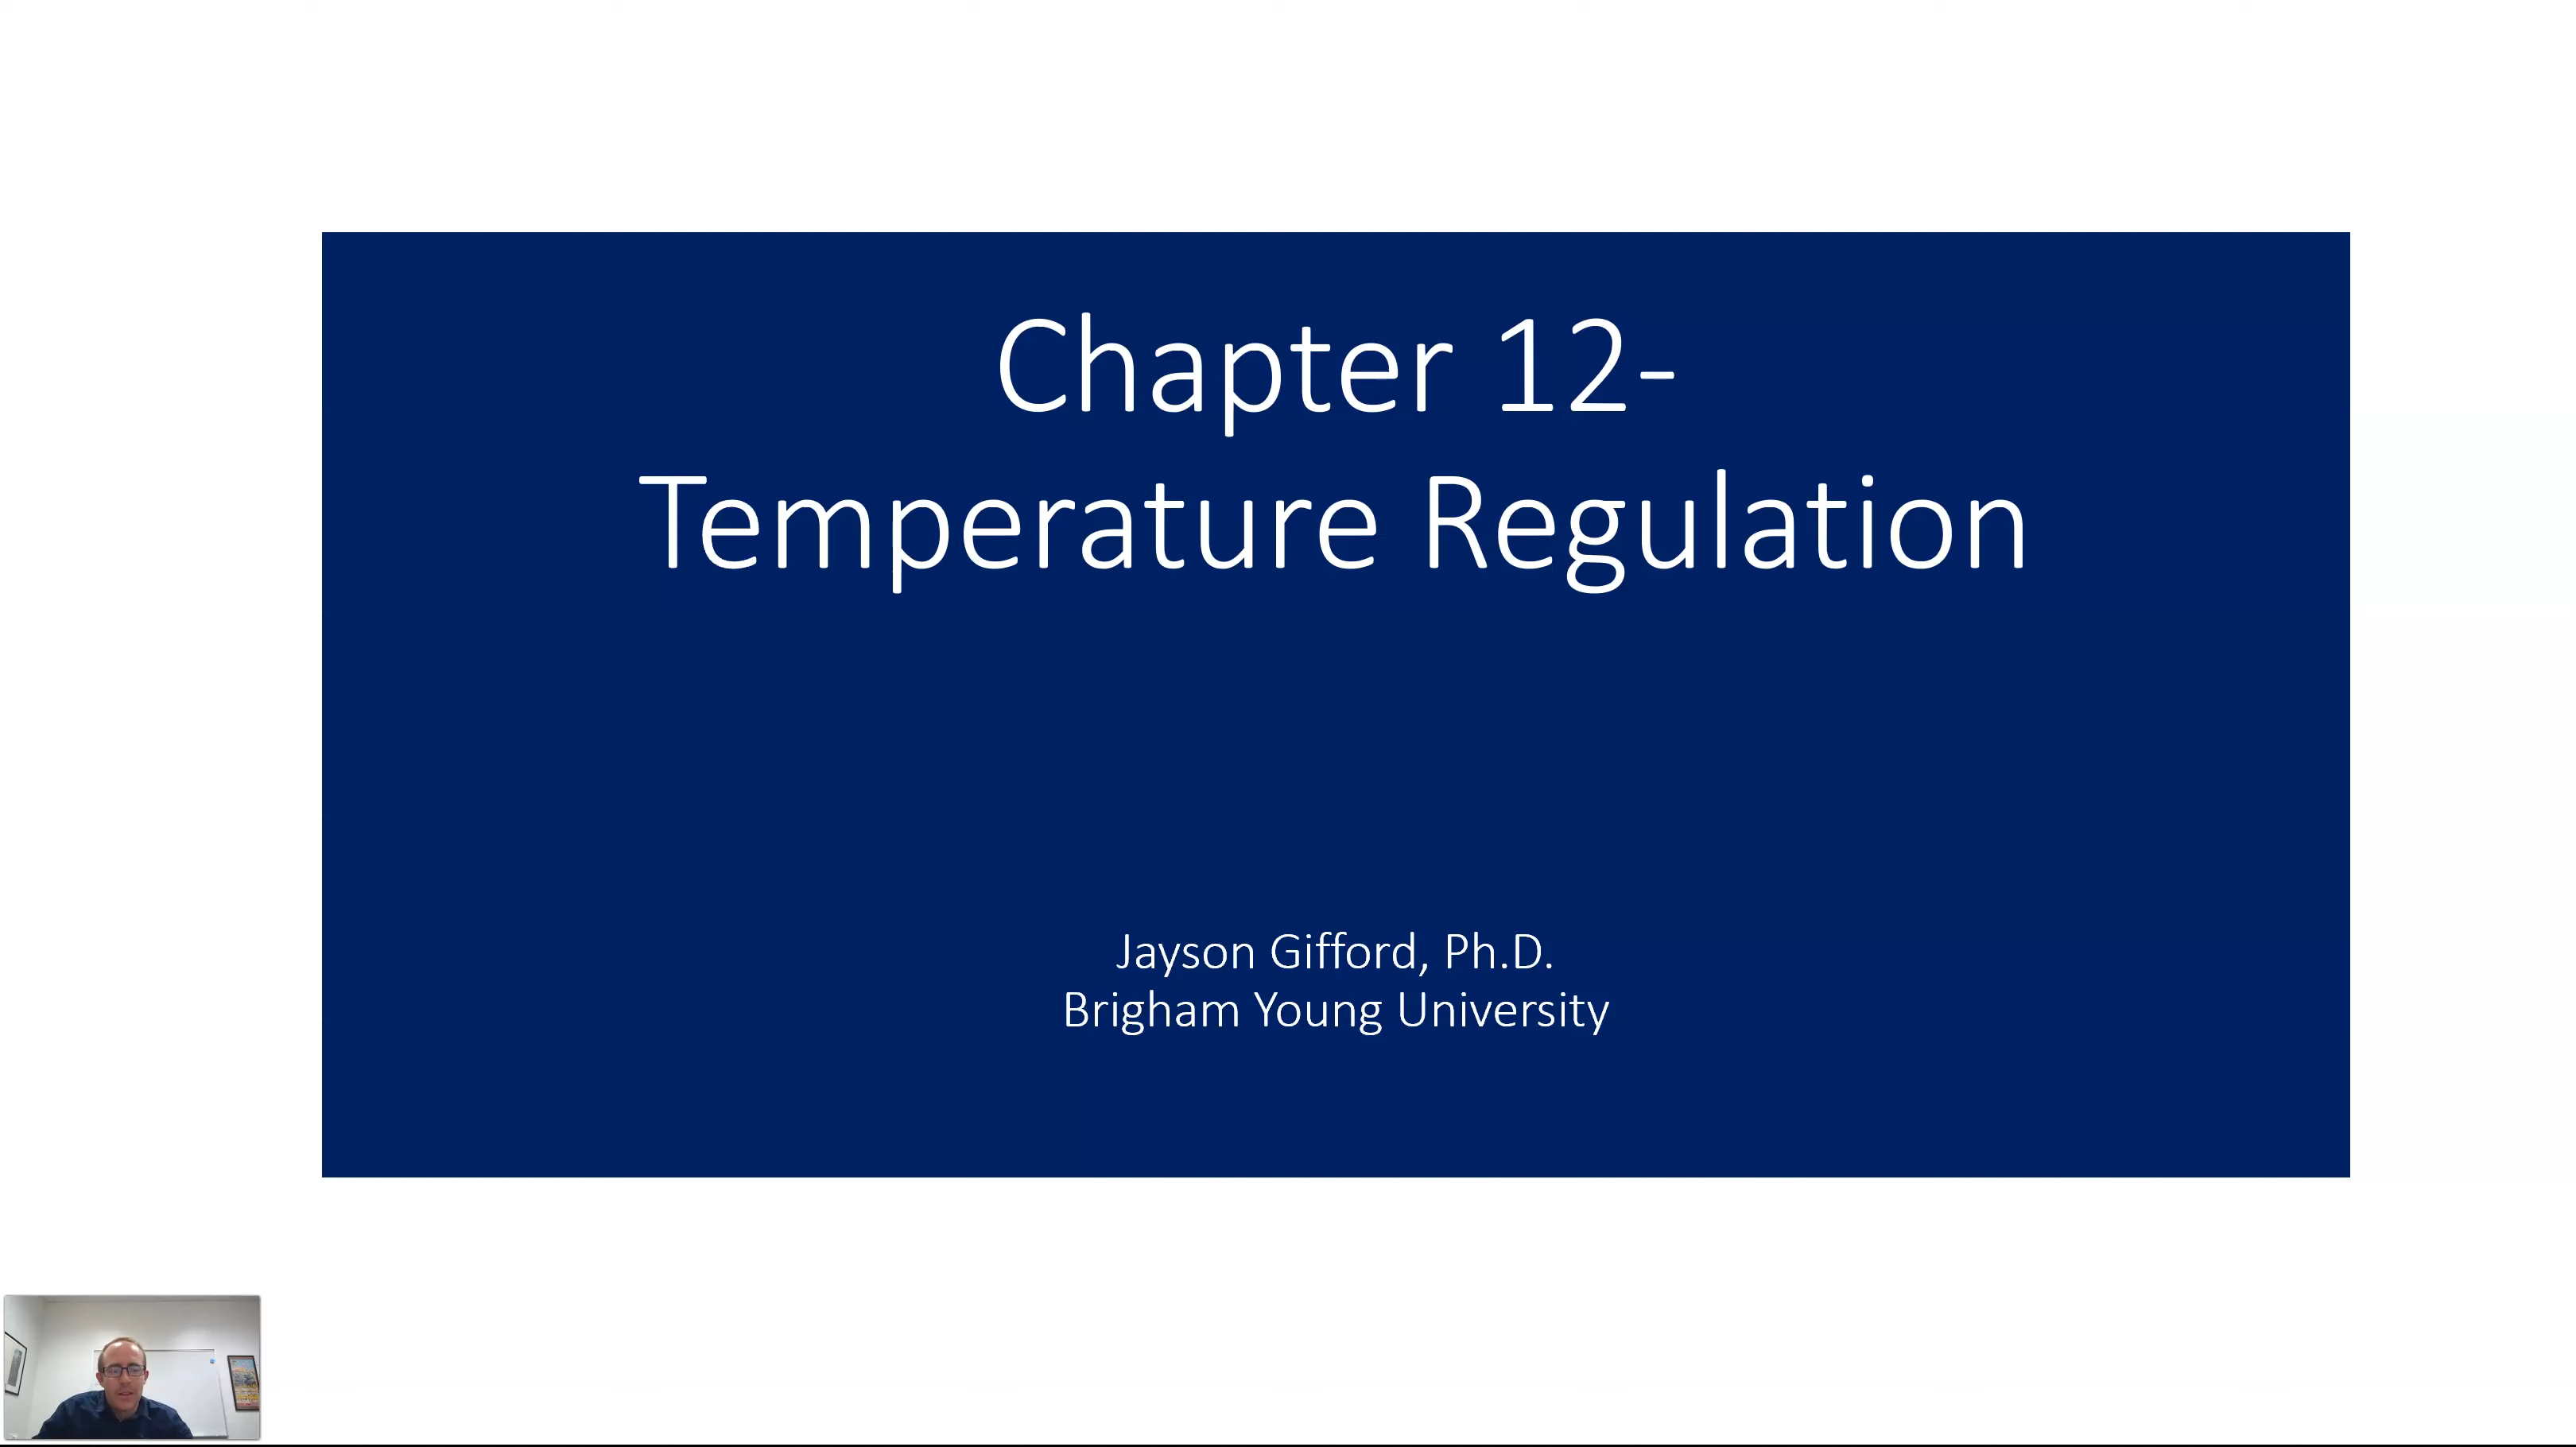 Chapter 12-
Temperature Regulation
Jayson Gifford, Ph.D.
Brigham Young University